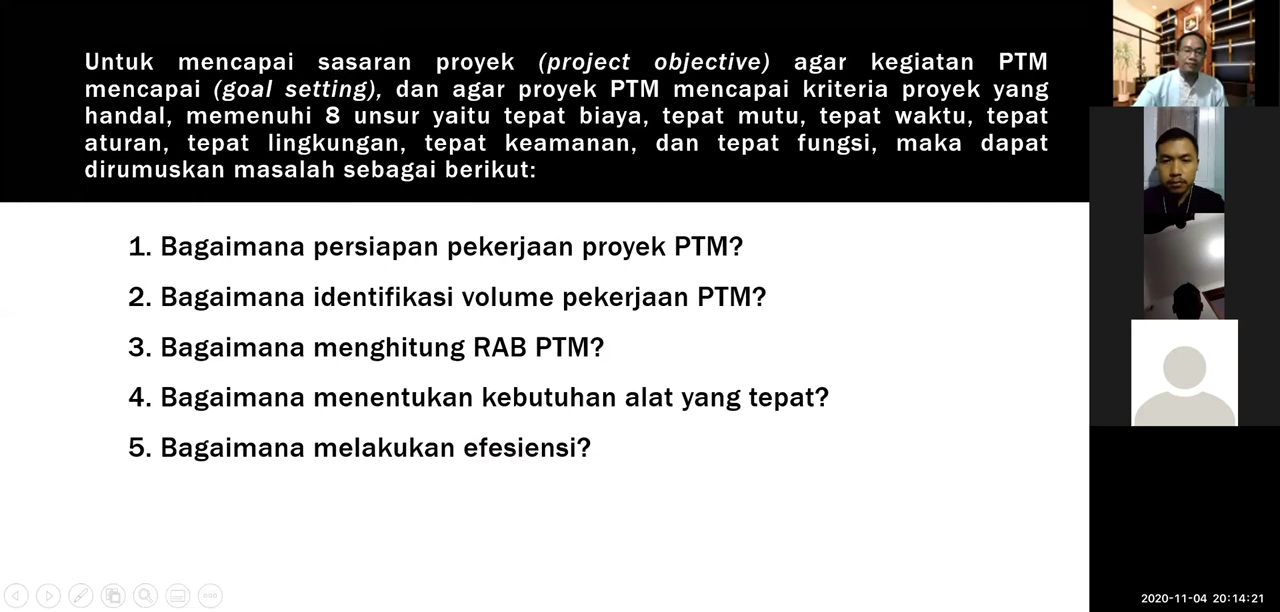 Untuk mencapai sasaran proyek (project objective) agar kegiatan PTM
mencapai (goal setting), dan agar proyek PTM mencapai kriteria proyek yang
handal, memenuhi 8 unsur yaitu tepat biaya, tepat mutu, tepat waktu, tepat
aturan, tepat lingkungan, tepat keamanan, dan tepat fungsi, maka dapat
dirumuskan masalah sebagai berikut:
1. Bagaimana persiapan pekerjaan proyek PTM?
2. Bagaimana identifikasi volume pekerjaan PTM?
3. Bagaimana menghitung RAB PTM?
4. Bagaimana menentukan kebutuhan alat yang tepat?
5. Bagaimana melakukan efesiensi?
2020-11-04 20:14:21